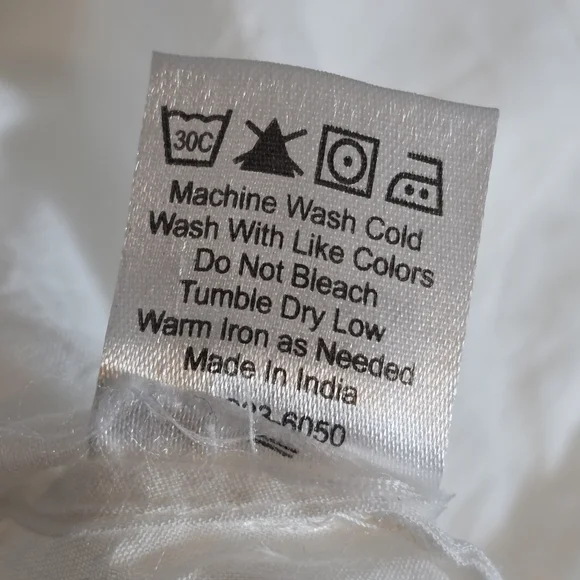 30C
Machine Wash Cold
Wash With Like Colors
Do Not Bleach
Tumble Dry Low
Warm Iron as Needed
Made In India